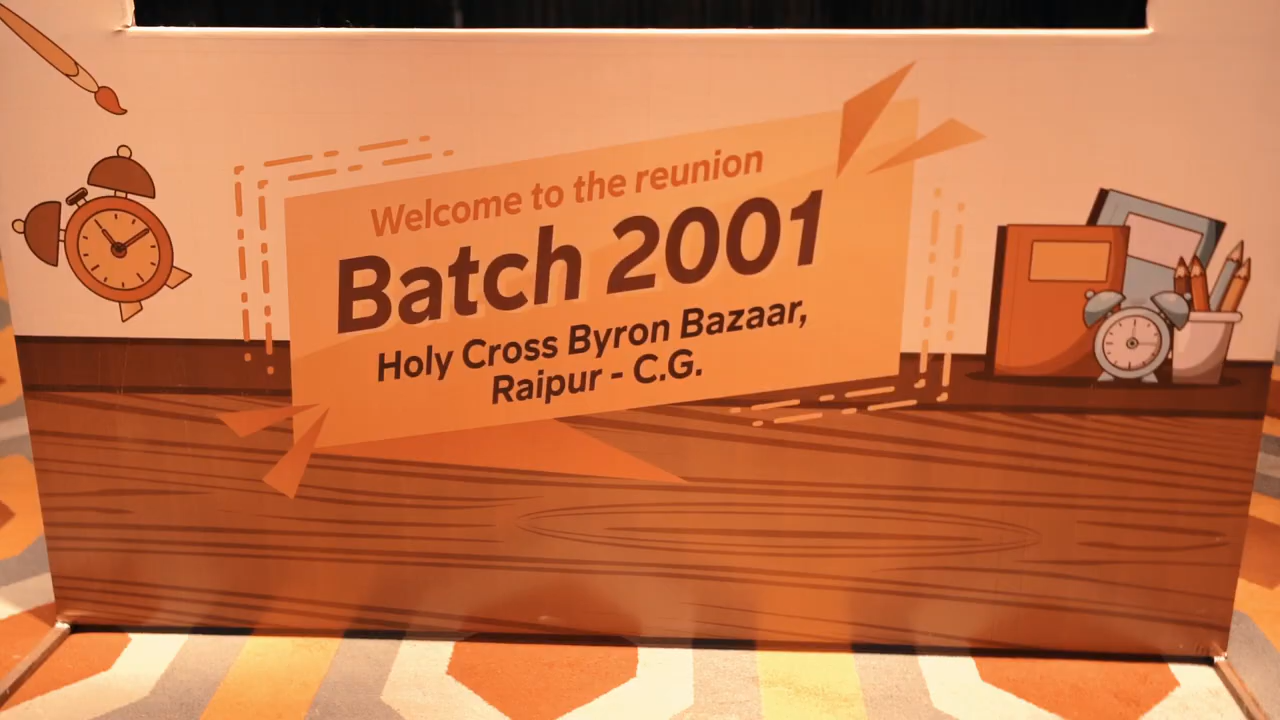 Welcome to the reunion
Batch 2001
Holy Cross Byron Bazaar,
Raipur - C.G.